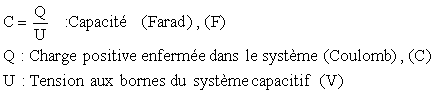 C = Q/U :Capacité (Farad) , (F)
Q : Charge positive enfermée dans le système (Coulomb) , (C)
U : Tension aux bornes du système capacitif (V)